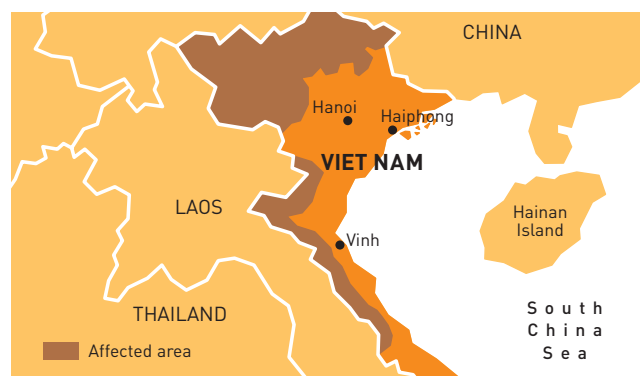 CHINA
Hanoi
Haiphong
VIET NAM
LAOS
Hainan
Island
Vinh
THAILAND
South
China
Sea
Affected area